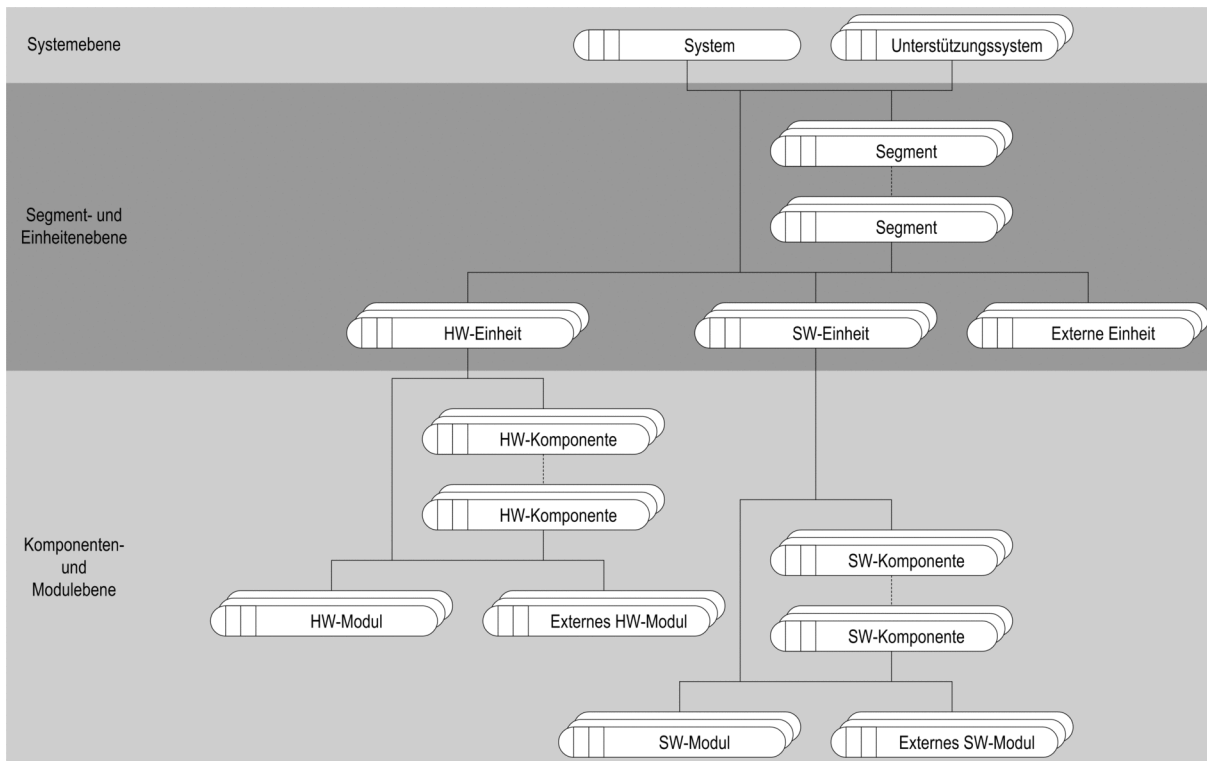 Systemebene
System
Unterstützungssystem
Segment
Segment- und
Einheitenebene
Segment
HW-Einheit
SW-Einheit
Externe Einheit
HW-Komponente
HW-Komponente
Komponenten-
und
Modulebene
SW-Komponente
HW-Modul
Externes HW-Modul
SW-Komponente
SW-Modul
Externes SW-Modul